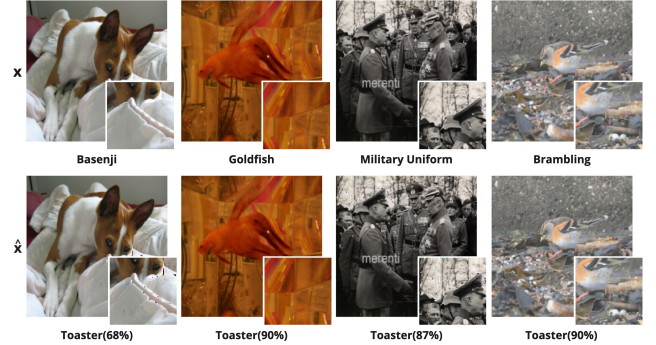 x
Basenji
Goldfish
Military Uniform
Brambling
merenti
x̂
Toaster(68%)
Toaster(90%)
Toaster(87%)
Toaster(90%)
merenti